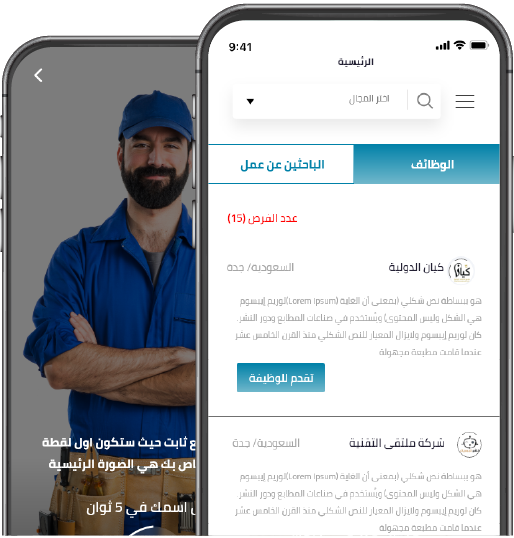 9:41
الرئيسية
اختر المجال
الوظائف
الباحثين عن عمل
عدد الفرص (15)
كيان الدولية
السعودية/ جدة
هو ببساطة نص شكلي (بمعنى أن الغاية (Lorem Ipsum)لوريم إيبسوم
هي الشكل وليس المحتوى) ويُستخدم في صناعات المطابع ودور النشر.
كان لوريم إيبسوم ولايزال المعيار للنص الشكلي منذ القرن الخامس عشر
عندما قامت مطبعة مجهولة
تقدم للوظيفة
شركة ملتقى التقنية
السعودية/ جدة
هو ببساطة نص شكلي (بمعنى أن الغاية (Lorem Ipsum)لوريم إيبسوم
هي الشكل وليس المحتوى) ويُستخدم في صناعات المطابع ودور النشر.
كان لوريم إيبسوم ولايزال المعيار للنص الشكلي منذ القرن الخامس عشر
عندما قامت مطبعة مجهولة
ع ثابت حيث ستكون اول لقطة
اص بك هي الصورة الرئيسية
اسمك في 5 ثوان